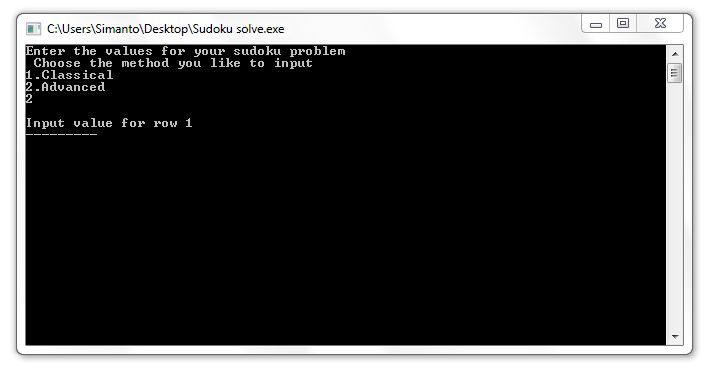 C:\Users\Simanto\Desktop\Sudoku solve.exe
Enter the values for your sudoku problem
 Choose the method you like to input
1.Classical
2.Advanced
2
Input value for row 1
_________